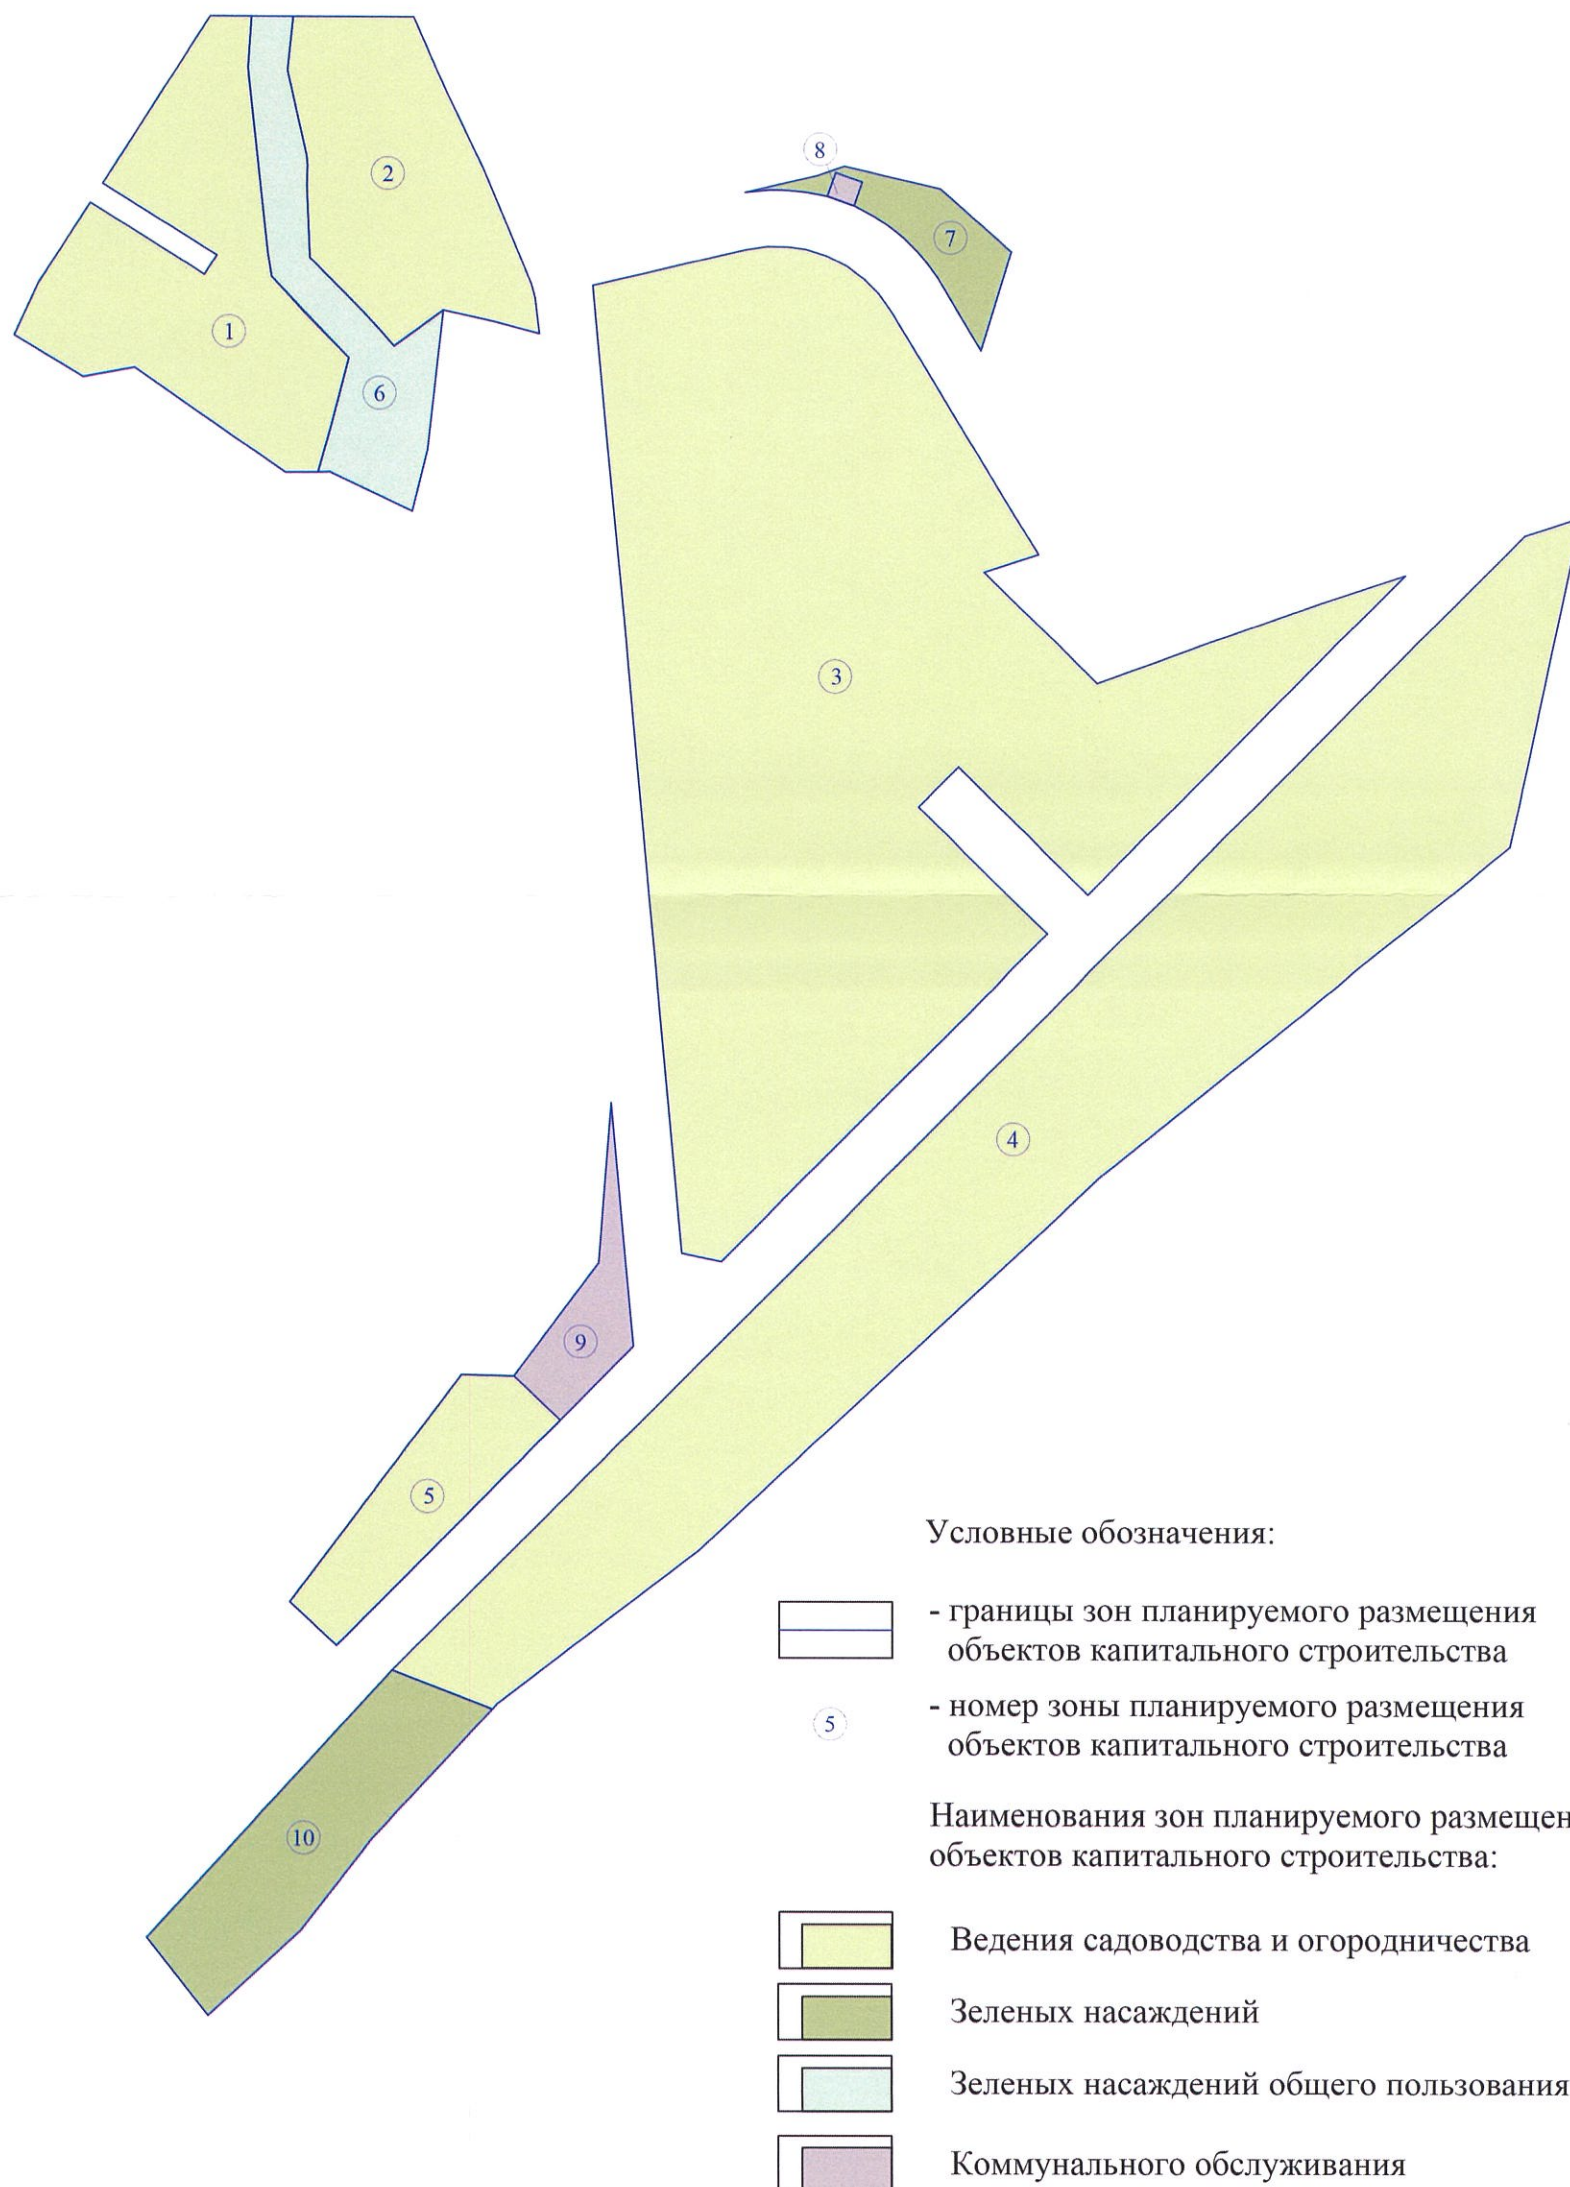 8
2
7
1
6
3
4
9
5
Условные обозначения:
- границы зон планируемого размещения
объектов капитального строительства
5
- номер зоны планируемого размещения
объектов капитального строительства
Наименования зон планируемого размещен
объектов капитального строительства:
10
Ведения садоводства и огородничества
Зеленых насаждений
Зеленых насаждений общего пользования
Коммунального обслуживания